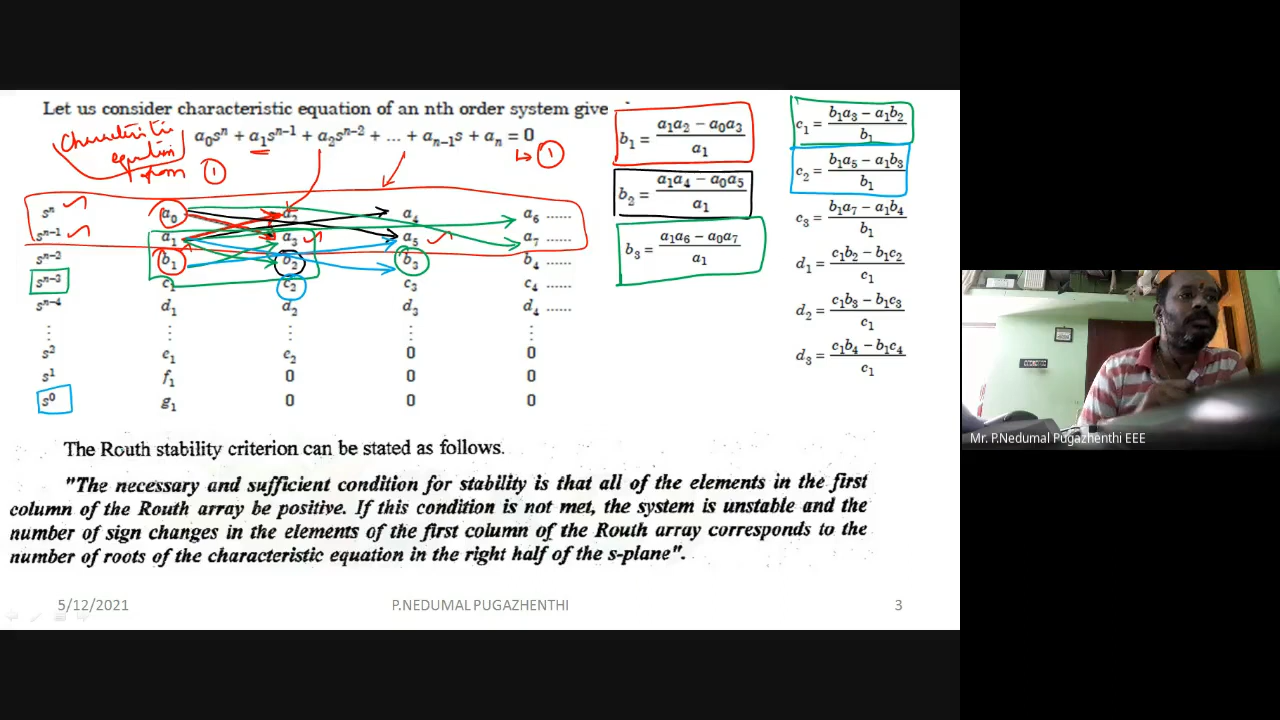 Let us consider characteristic equation of an nth order system give
a₀sⁿ + a₁sⁿ⁻¹ + a₂sⁿ⁻² + ... + aₙ₋₁s + aₙ = 0
↳ ①
Characteristic
equation
from ①
sⁿ a₀ a₂ a₄ a₆ ......
sⁿ⁻¹ a₁ a₃ a₅ a₇ ......
sⁿ⁻² b₁ b₂ b₃ b₄ ......
sⁿ⁻³ c₁ c₂ c₃ c₄ ......
sⁿ⁻⁴ d₁ d₂ d₃ d₄ ......
⋮ ⋮ ⋮ ⋮ ⋮
s² e₁ e₂ 0 0
s¹ f₁ 0 0 0
s⁰ g₁ 0 0 0
b₁ = (a₁a₂ − a₀a₃)/a₁
b₂ = (a₁a₄ − a₀a₅)/a₁
b₃ = (a₁a₆ − a₀a₇)/a₁
c₁ = (b₁a₃ − a₁b₂)/b₁
c₂ = (b₁a₅ − a₁b₃)/b₁
c₃ = (b₁a₇ − a₁b₄)/b₁
d₁ = (c₁b₂ − b₁c₂)/c₁
d₂ = (c₁b₃ − b₁c₃)/c₁
d₃ = (c₁b₄ − b₁c₄)/c₁
The Routh stability criterion can be stated as follows.
"The necessary and sufficient condition for stability is that all of the elements in the first
column of the Routh array be positive. If this condition is not met, the system is unstable and the
number of sign changes in the elements of the first column of the Routh array corresponds to the
number of roots of the characteristic equation in the right half of the s-plane".
5/12/2021
P.NEDUMAL PUGAZHENTHI
3
Mr. P.Nedumal Pugazhenthi EEE